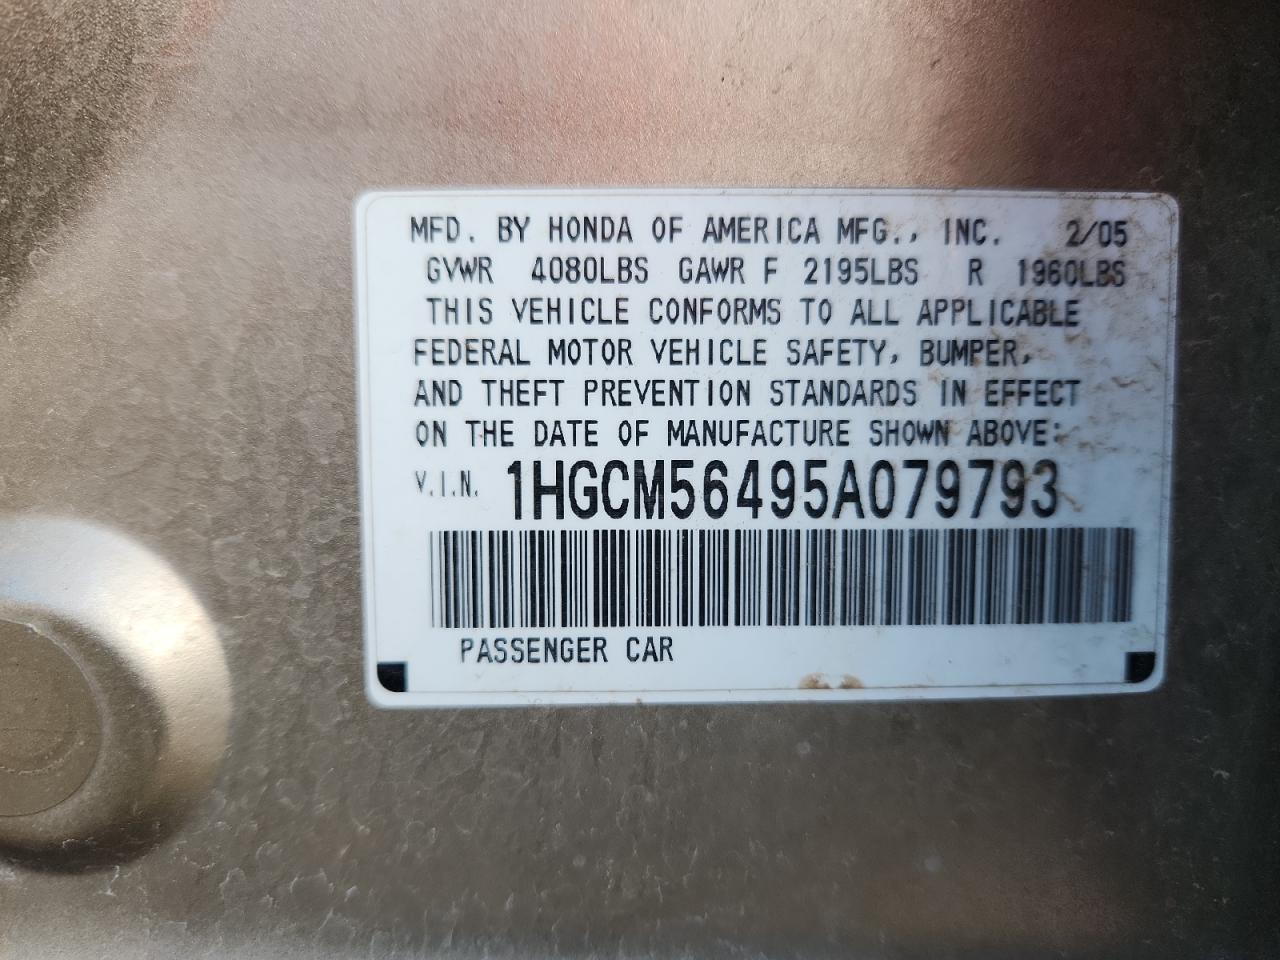 MFD. BY HONDA OF AMERICA MFG., INC. 2/05
GVWR 4080LBS GAWR F 2195LBS R 1960LBS
THIS VEHICLE CONFORMS TO ALL APPLICABLE
FEDERAL MOTOR VEHICLE SAFETY, BUMPER,
AND THEFT PREVENTION STANDARDS IN EFFECT
ON THE DATE OF MANUFACTURE SHOWN ABOVE:
V.I.N. 1HGCM56495A079793
PASSENGER CAR